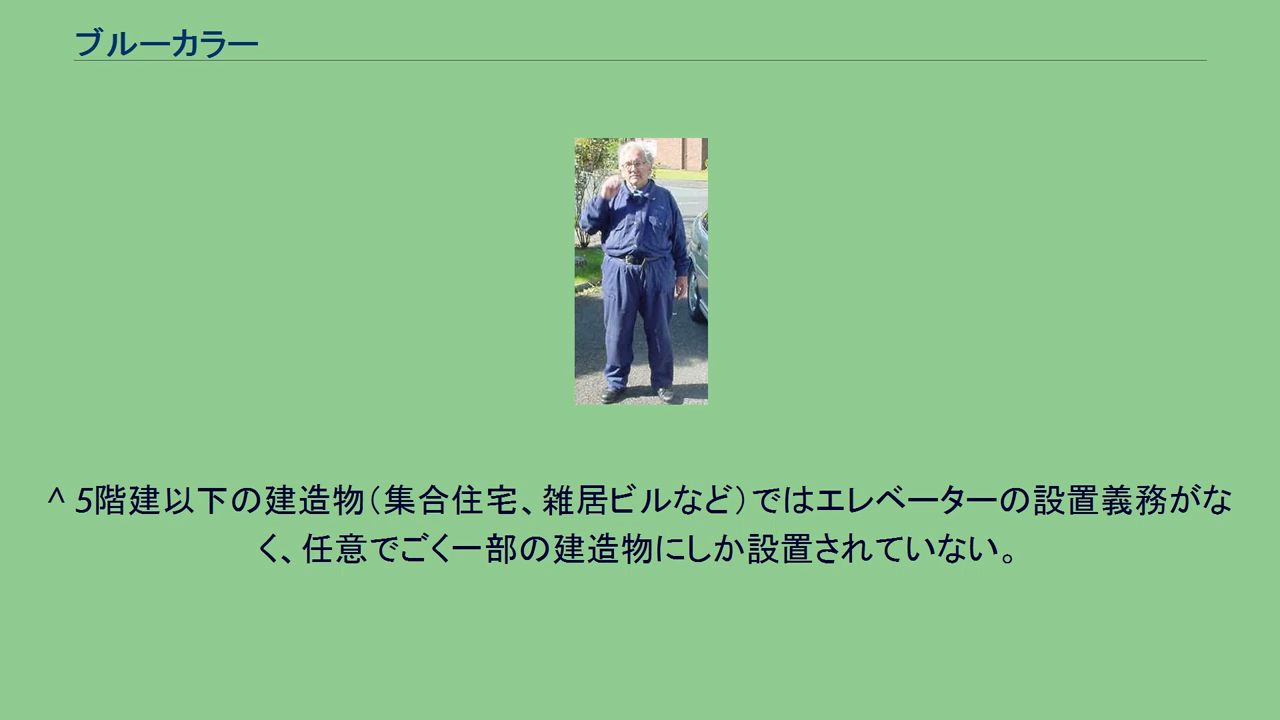 ブルーカラー
^ 5階建以下の建造物（集合住宅、雑居ビルなど）ではエレベーターの設置義務がな
く、任意でごく一部の建造物にしか設置されていない。